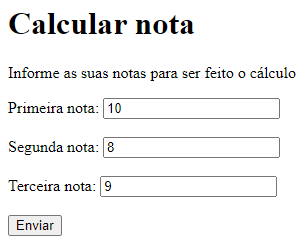 Calcular nota
Informe as suas notas para ser feito o cálculo
Primeira nota: 10
Segunda nota: 8
Terceira nota: 9
Enviar